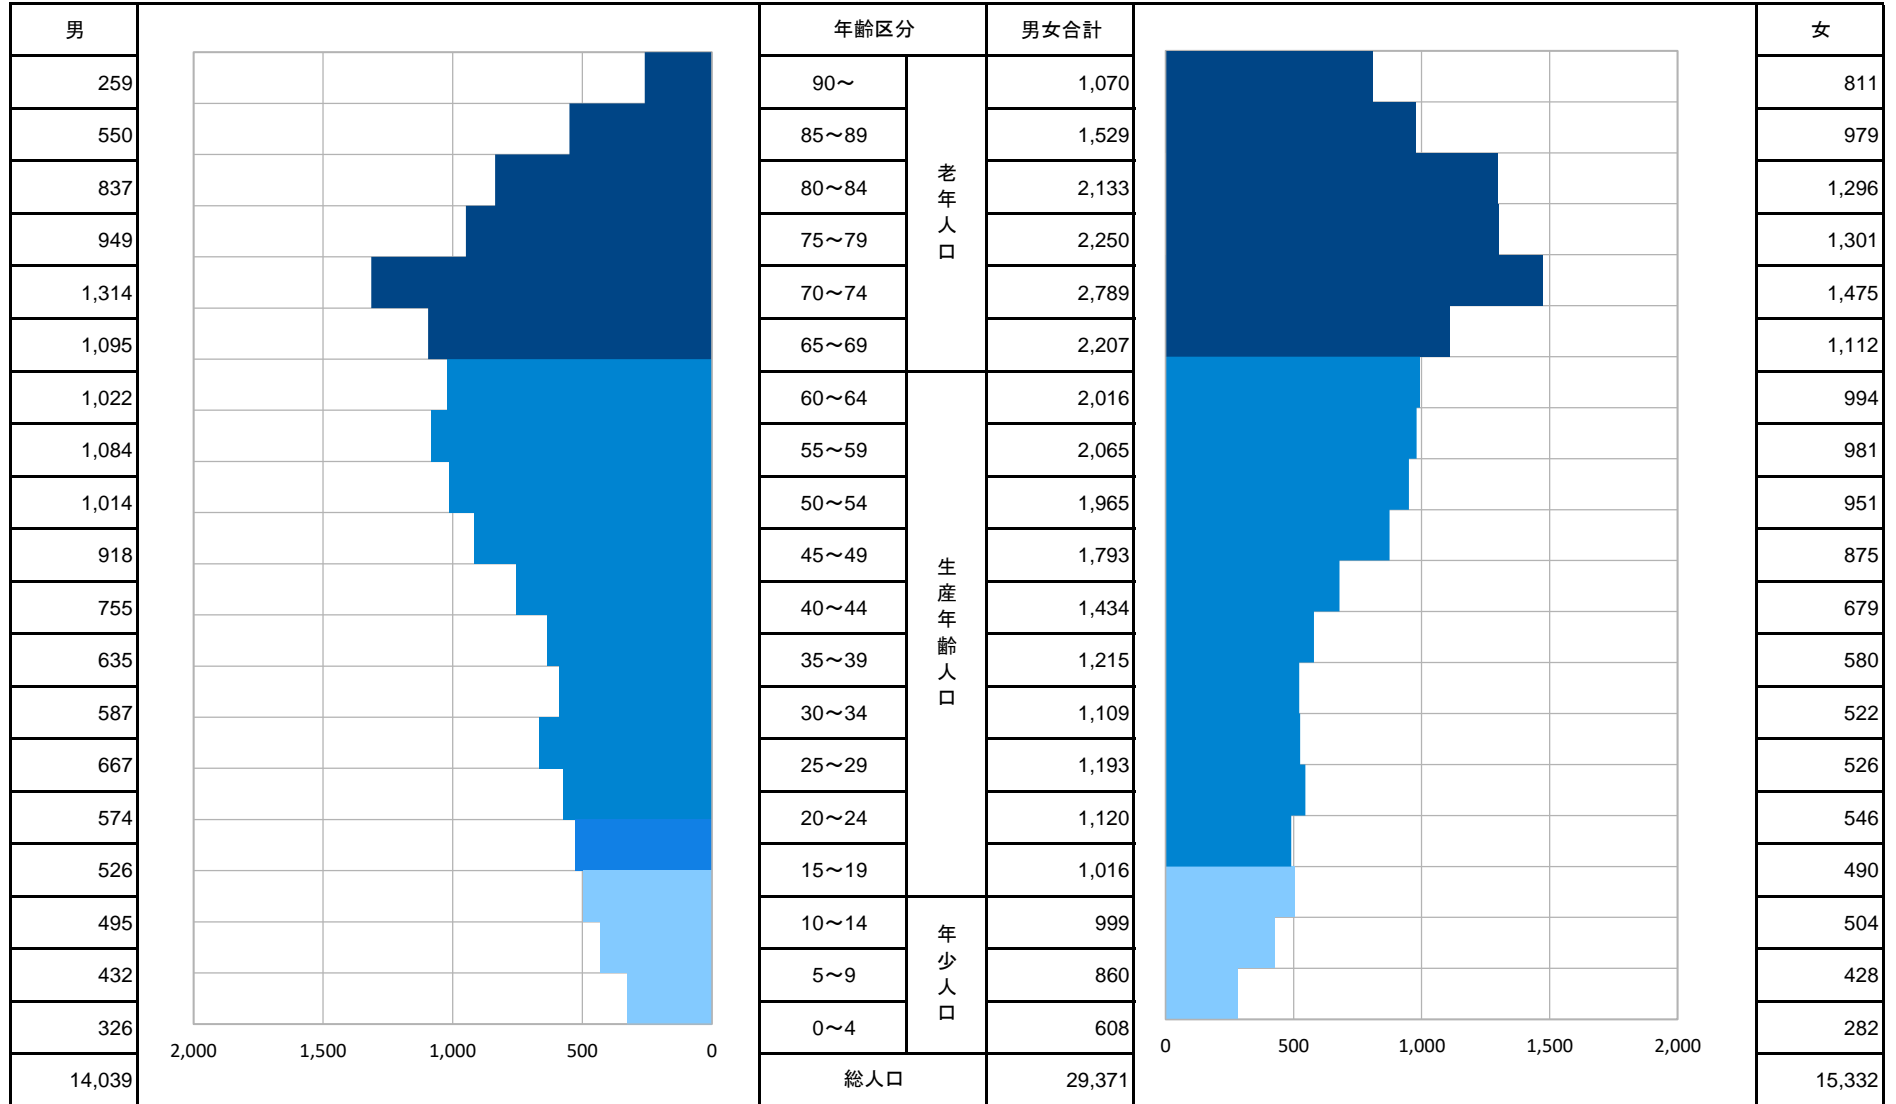 男 年齢区分 男女合計 女
259 90～ 1,070 811
550 85～89 1,529 979
837 80～84 2,133 1,296
949 75～79 2,250 1,301
1,314 70～74 2,789 1,475
1,095 65～69 2,207 1,112
老年人口
1,022 60～64 2,016 994
1,084 55～59 2,065 981
1,014 50～54 1,965 951
918 45～49 1,793 875
755 40～44 1,434 679
635 35～39 1,215 580
587 30～34 1,109 522
667 25～29 1,193 526
574 20～24 1,120 546
526 15～19 1,016 490
生産年齢人口
495 10～14 999 504
432 5～9 860 428
326 0～4 608 282
年少人口
2,000 1,500 1,000 500 0
0 500 1,000 1,500 2,000
14,039 総人口 29,371 15,332